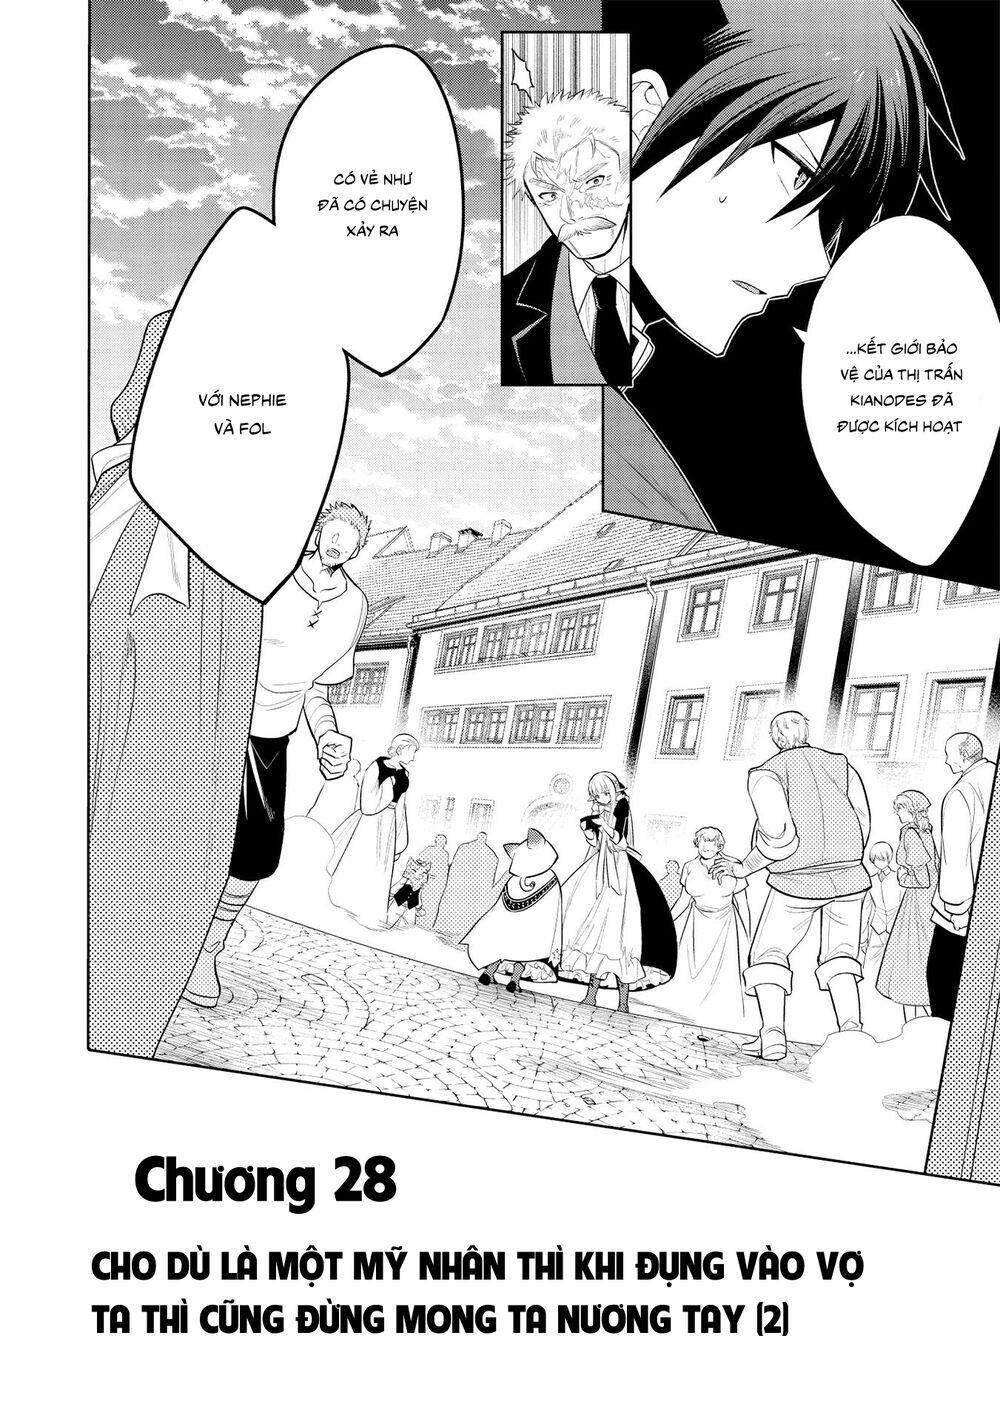 ...KẾT GIỚI BẢO
VỆ CỦA THỊ TRẤN
KIANODES ĐÃ
ĐƯỢC KÍCH HOẠT
CÓ VẺ NHƯ
ĐÃ CÓ CHUYỆN
XẢY RA
VỚI NEPHIE
VÀ FOL
Chương 28
CHO DÙ LÀ MỘT MỸ NHÂN THÌ KHI ĐỤNG VÀO VỢ
TA THÌ CŨNG ĐỪNG MONG TA NƯƠNG TAY (2)